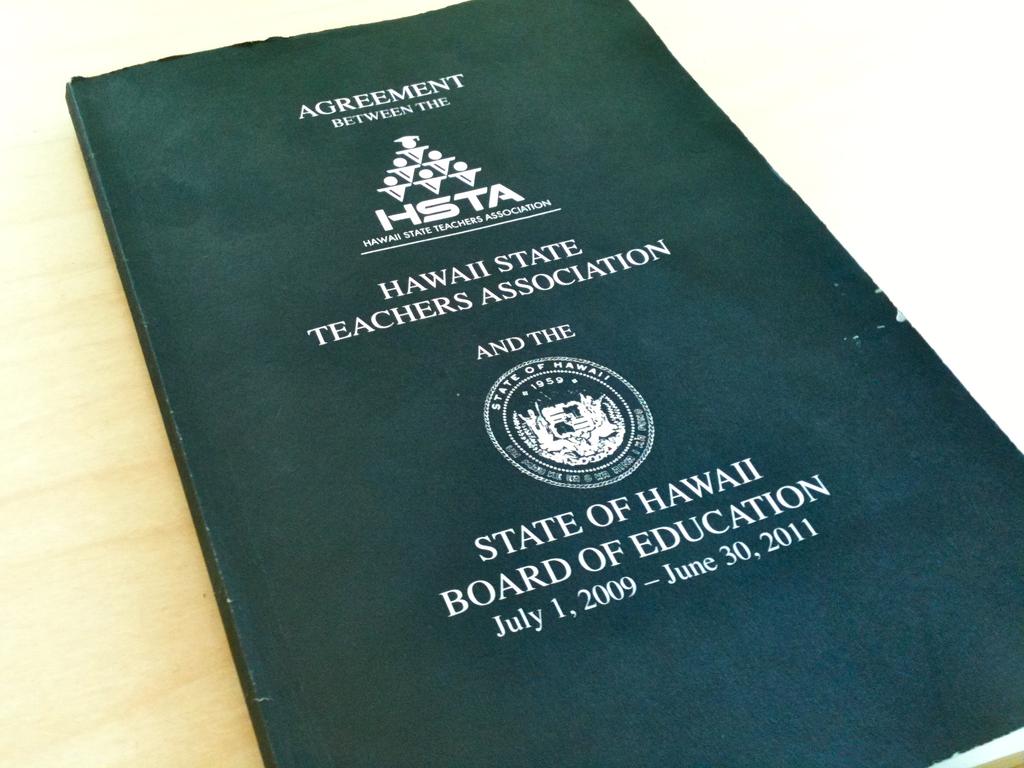 AGREEMENT
BETWEEN THE
HSTA
HAWAII STATE TEACHERS ASSOCIATION
HAWAII STATE
TEACHERS ASSOCIATION
AND THE
STATE OF HAWAII
1959
STATE OF HAWAII
BOARD OF EDUCATION
July 1, 2009 – June 30, 2011